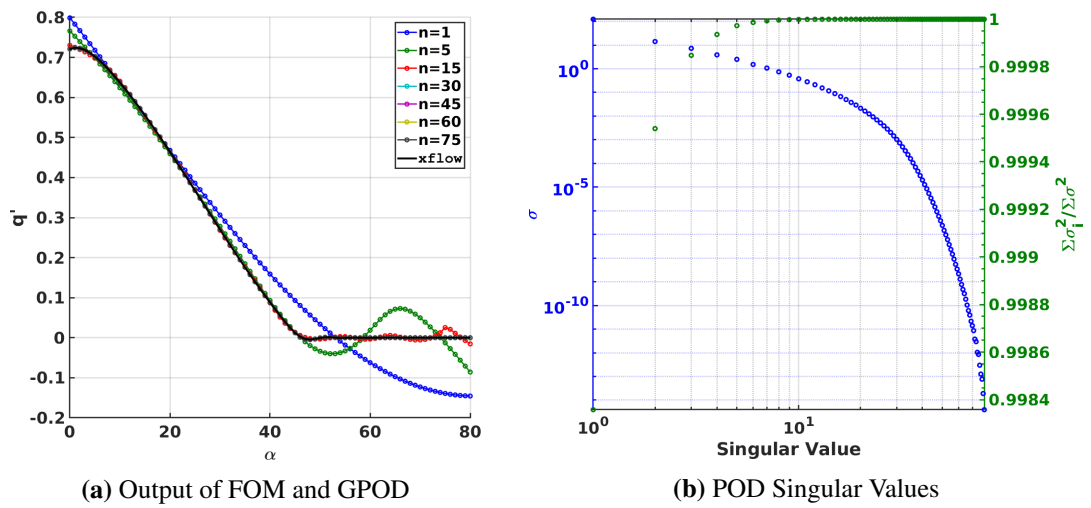 0.8
0.7
0.6
0.5
0.4
0.3
0.2
0.1
0
-0.1
-0.2
q'
0
20
40
60
80
α
n=1
n=5
n=15
n=30
n=45
n=60
n=75
xflow
(a) Output of FOM and GPOD
10^0
10^-5
10^-10
σ
10^0
10^1
Singular Value
1
0.9998
0.9996
0.9994
0.9992
0.999
0.9988
0.9986
0.9984
Σσ_i^2/Σσ^2
(b) POD Singular Values